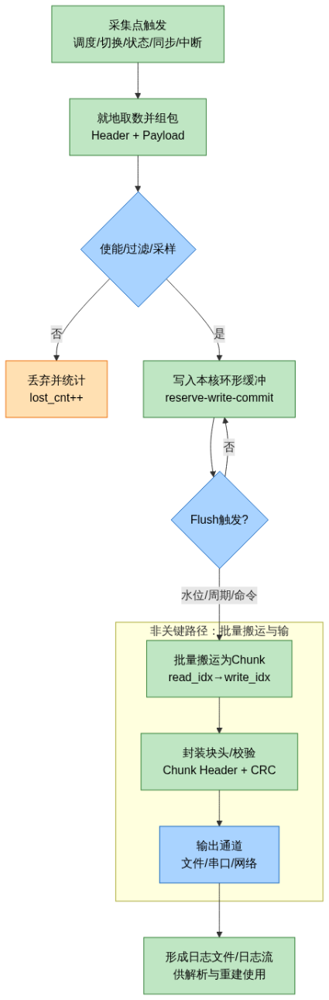 采集点触发
调度/切换/状态/同步/中断
就地取数并组包
Header + Payload
使能/过滤/采样
否
是
丢弃并统计
lost_cnt++
写入本核环形缓冲
reserve-write-commit
否
Flush触发?
水位/周期/命令
非关键路径：批量搬运与输
批量搬运为Chunk
read_idx→write_idx
封装块头/校验
Chunk Header + CRC
输出通道
文件/串口/网络
形成日志文件/日志流
供解析与重建使用